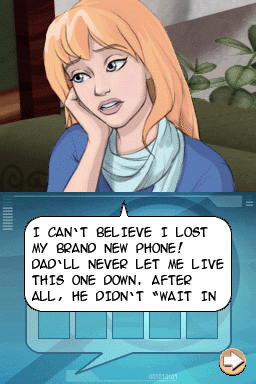 I CAN'T BELIEVE I LOST
MY BRAND NEW PHONE!
DAD'LL NEVER LET ME LIVE
THIS ONE DOWN. AFTER
ALL, HE DIDN'T "WAIT IN